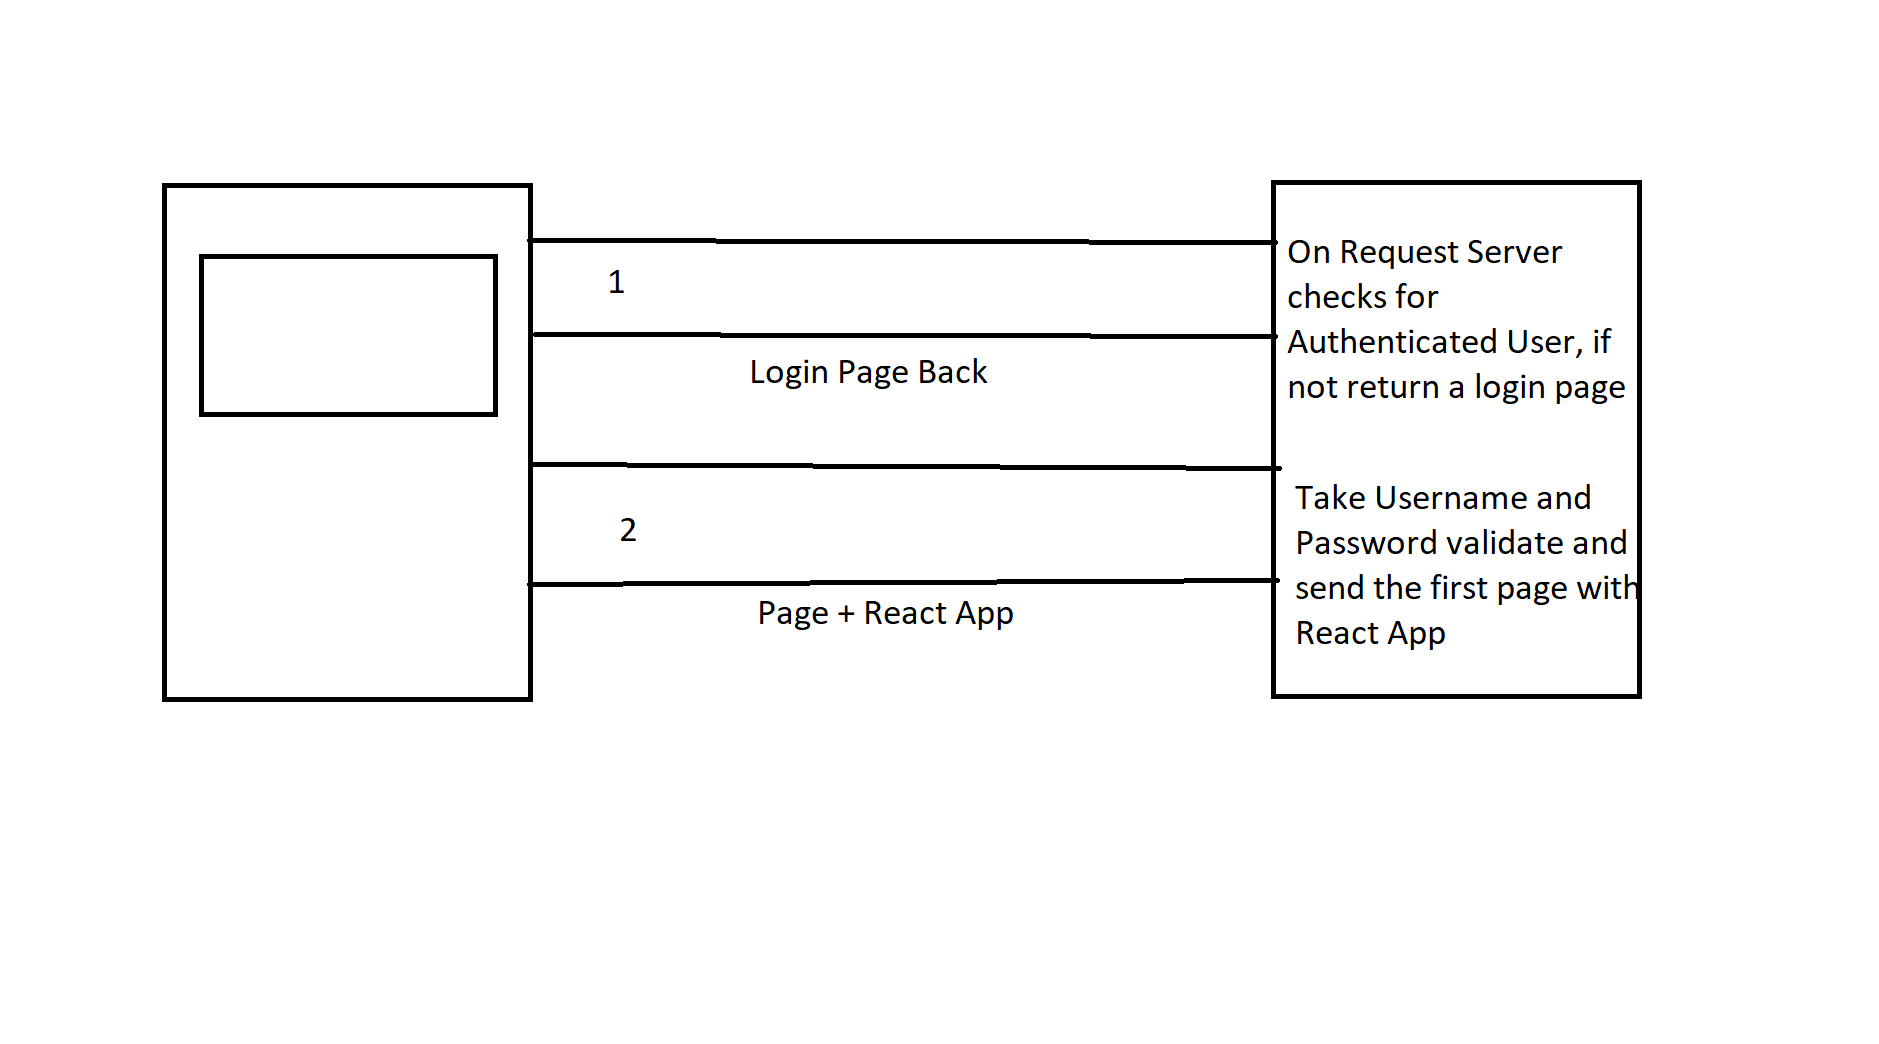 1
Login Page Back
On Request Server
checks for
Authenticated User, if
not return a login page
2
Page + React App
Take Username and
Password validate and
send the first page with
React App